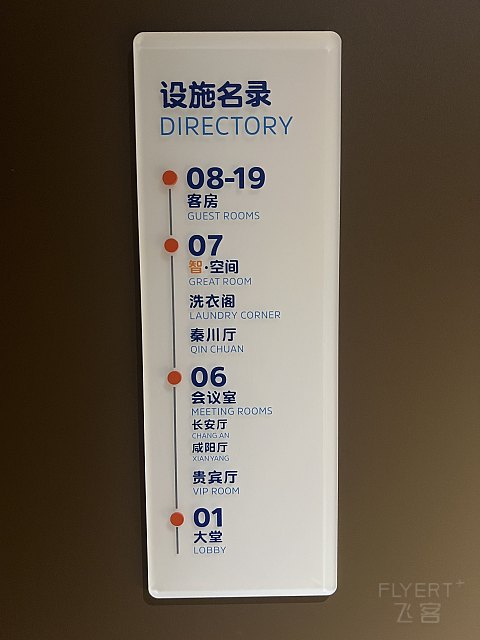 设施名录
DIRECTORY
08-19
客房
GUEST ROOMS
07
智·空间
GREAT ROOM
洗衣阁
LAUNDRY CORNER
秦川厅
QIN CHUAN
06
会议室
MEETING ROOMS
长安厅
CHANG AN
咸阳厅
XIAN YANG
贵宾厅
VIP ROOM
01
大堂
LOBBY
FLYERT+
飞客